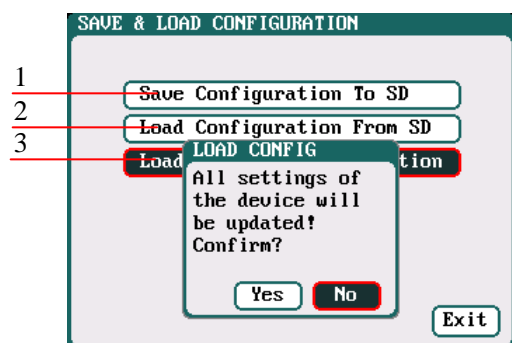 SAVE & LOAD CONFIGURATION
1
Save Configuration To SD
2
Load Configuration From SD
3
Load
tion
LOAD CONFIG
All settings of
the device will
be updated!
Confirm?
Yes No
Exit